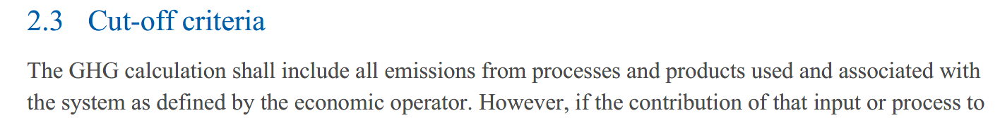 2.3 Cut-off criteria
The GHG calculation shall include all emissions from processes and products used and associated with
the system as defined by the economic operator. However, if the contribution of that input or process to